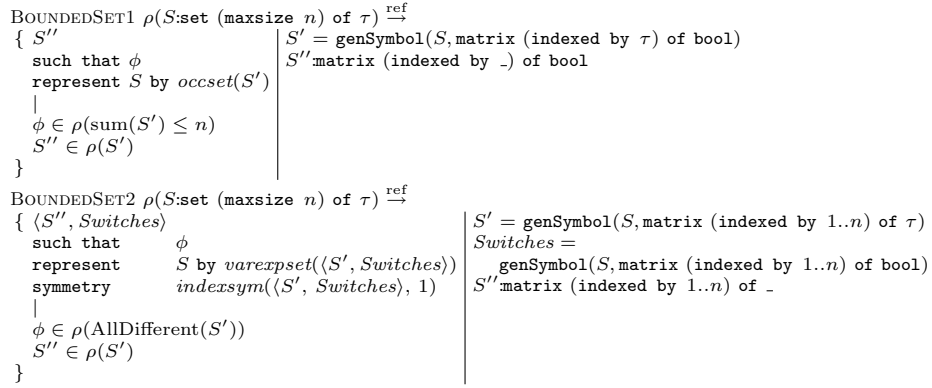 BOUNDEDSET1 ρ(S:set (maxsize n) of τ) ref→
{ S′′ | S′ = genSymbol(S, matrix (indexed by τ) of bool)
such that φ | S′′:matrix (indexed by _) of bool
represent S by occset(S′)
|
φ ∈ ρ(sum(S′) ≤ n)
S′′ ∈ ρ(S′)
}
BOUNDEDSET2 ρ(S:set (maxsize n) of τ) ref→
{ ⟨S′′, Switches⟩ | S′ = genSymbol(S, matrix (indexed by 1..n) of τ)
such that φ | Switches =
represent S by varexpset(⟨S′, Switches⟩) | genSymbol(S, matrix (indexed by 1..n) of bool)
symmetry indexsym(⟨S′, Switches⟩, 1) | S′′:matrix (indexed by 1..n) of _
|
φ ∈ ρ(AllDifferent(S′))
S′′ ∈ ρ(S′)
}